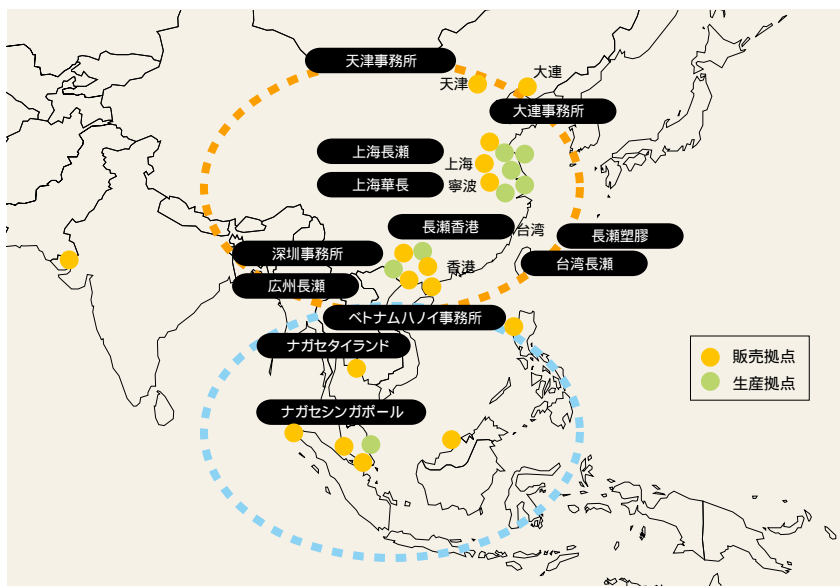 天津事務所
天津
大連
大連事務所
上海長瀬
上海
上海華長
寧波
長瀬香港
台湾
長瀬塑膠
深圳事務所
香港
台湾長瀬
広州長瀬
ベトナムハノイ事務所
ナガセタイランド
販売拠点
生産拠点
ナガセシンガポール